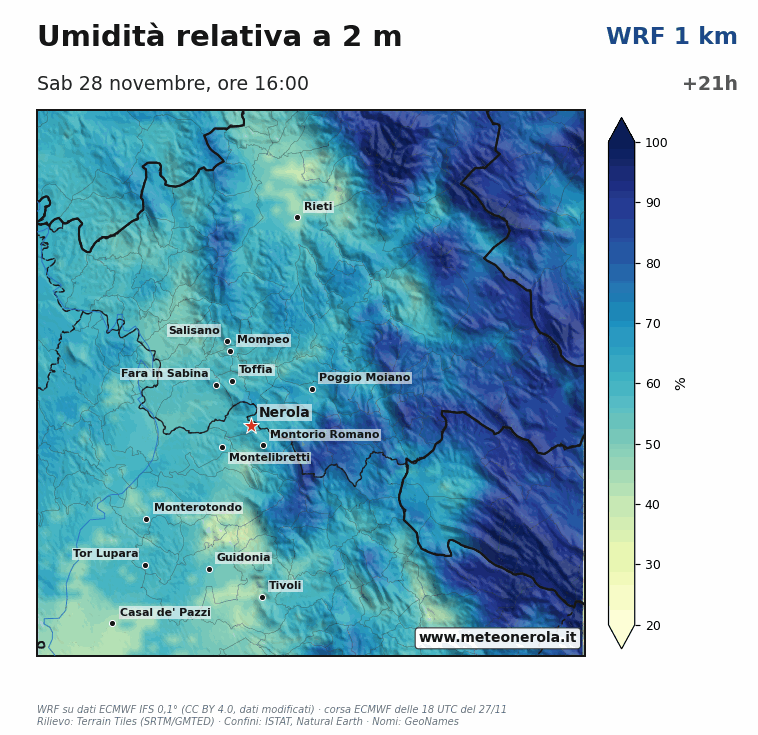 Umidità relativa a 2 m
WRF 1 km
Sab 28 novembre, ore 16:00
+21h
Rieti
Salisano
Mompeo
Toffia
Fara in Sabina
Poggio Moiano
Nerola
Montorio Romano
Montelibretti
Monterotondo
Tor Lupara
Guidonia
Tivoli
Casal de' Pazzi
www.meteonerola.it
100
90
80
70
60
50
40
30
20
%
WRF su dati ECMWF IFS 0,1° (CC BY 4.0, dati modificati) · corsa ECMWF delle 18 UTC del 27/11
Rilievo: Terrain Tiles (SRTM/GMTED) · Confini: ISTAT, Natural Earth · Nomi: GeoNames